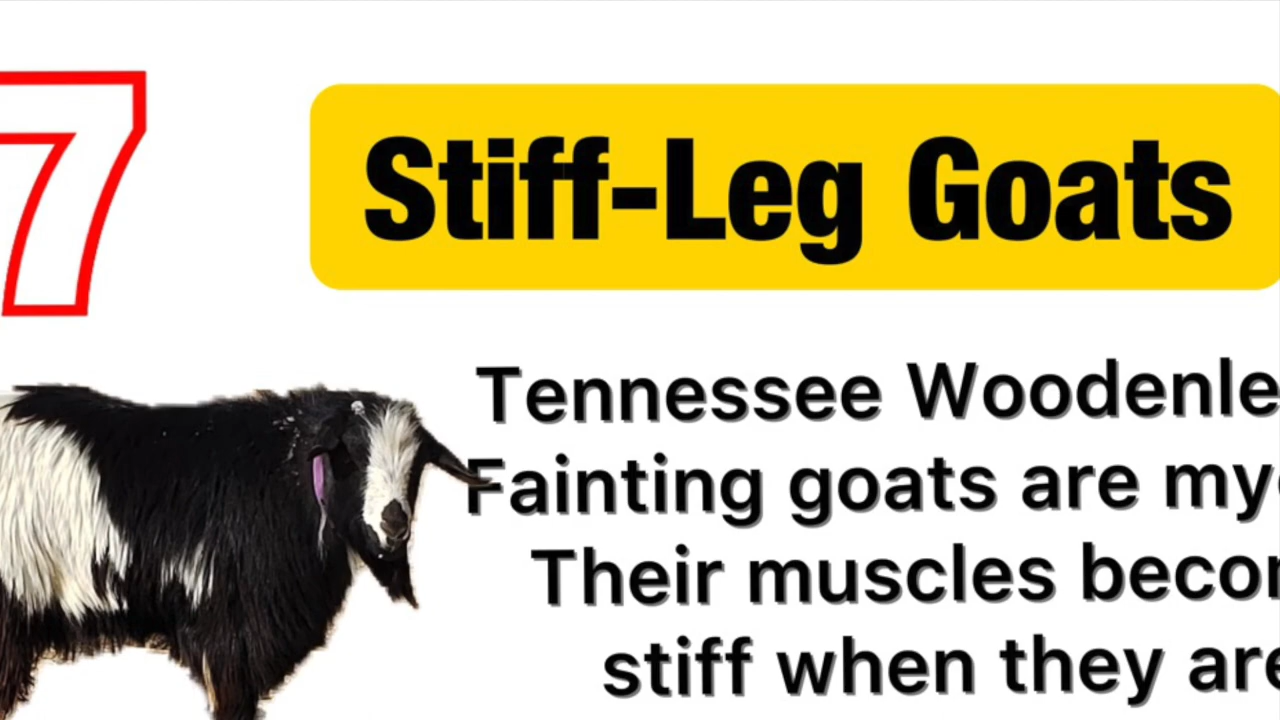 7
Stiff-Leg Goats
Tennessee Woodenle
Fainting goats are my
Their muscles becom
stiff when they are